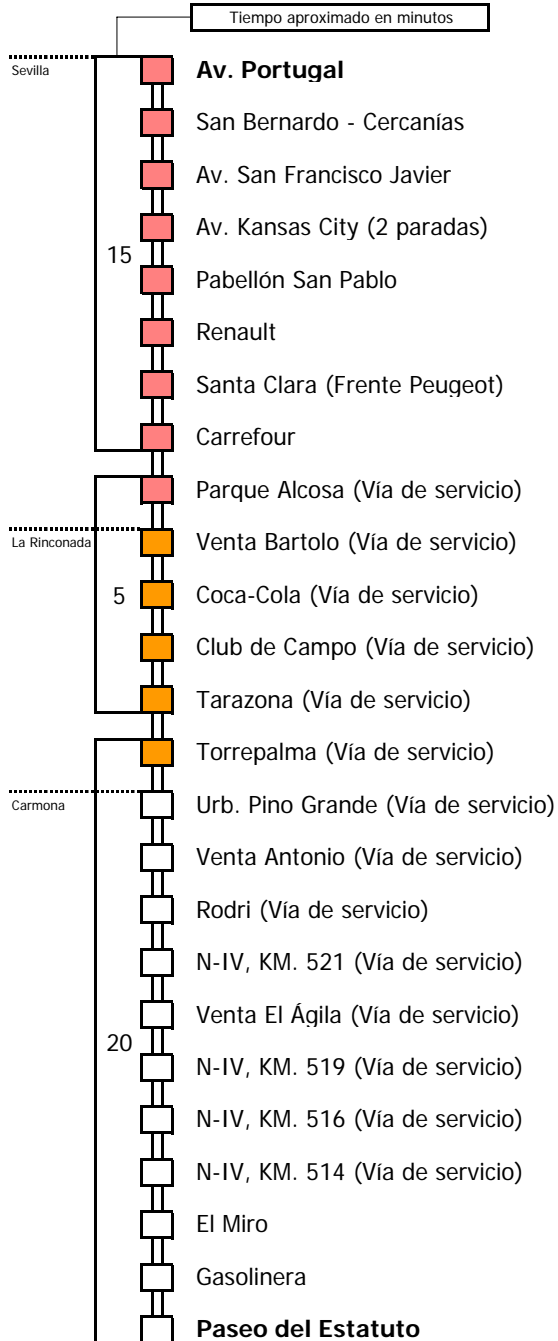 Tiempo aproximado en minutos
Sevilla
Av. Portugal
San Bernardo - Cercanías
Av. San Francisco Javier
Av. Kansas City (2 paradas)
15
Pabellón San Pablo
Renault
Santa Clara (Frente Peugeot)
Carrefour
Parque Alcosa (Vía de servicio)
La Rinconada
Venta Bartolo (Vía de servicio)
5
Coca-Cola (Vía de servicio)
Club de Campo (Vía de servicio)
Tarazona (Vía de servicio)
Torrepalma (Vía de servicio)
Carmona
Urb. Pino Grande (Vía de servicio)
Venta Antonio (Vía de servicio)
Rodri (Vía de servicio)
N-IV, KM. 521 (Vía de servicio)
Venta El Ágila (Vía de servicio)
20
N-IV, KM. 519 (Vía de servicio)
N-IV, KM. 516 (Vía de servicio)
N-IV, KM. 514 (Vía de servicio)
El Miro
Gasolinera
Paseo del Estatuto